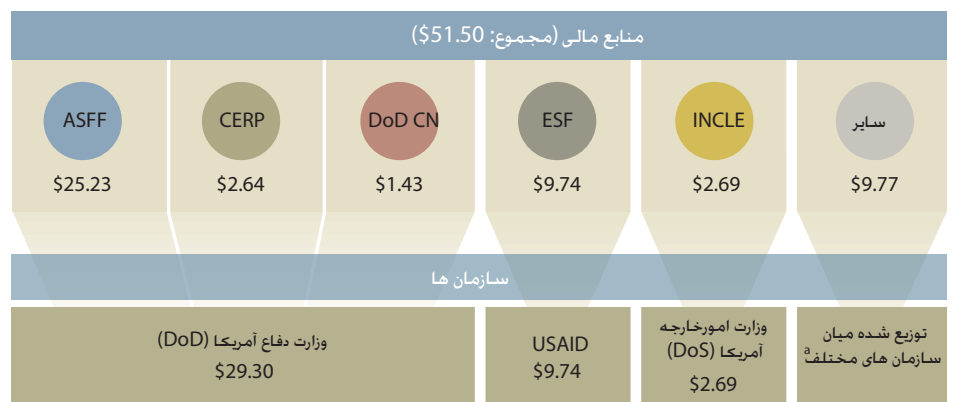 منابع مالی (مجموع: 51.50$)
ASFF
CERP
DoD CN
ESF
INCLE
سایر
$25.23
$2.64
$1.43
$9.74
$2.69
$9.77
سازمان ها
وزارت دفاع آمریکا (DoD)
$29.30
USAID
$9.74
وزارت امورخارجه
آمریکا (DoS)
$2.69
توزیع شده میان
سازمان های مختلف a